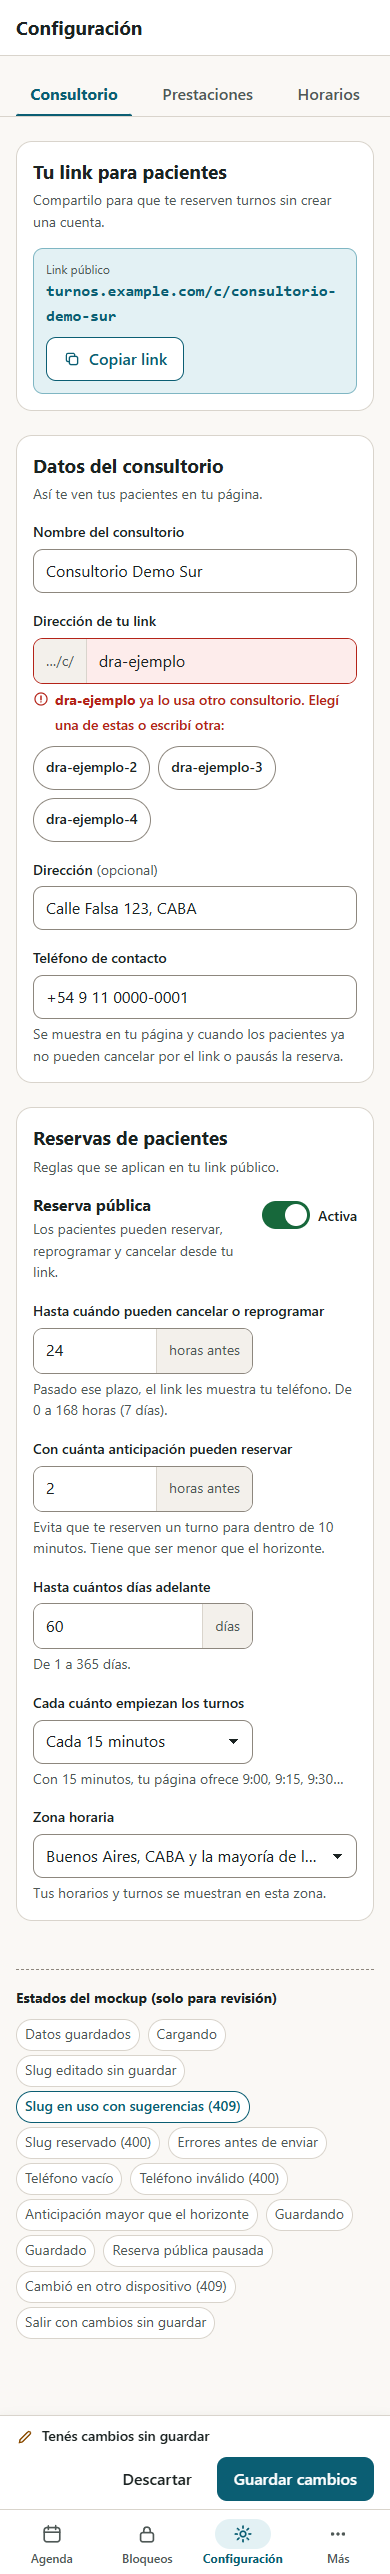 Configuración
Consultorio Prestaciones Horarios
Tu link para pacientes
Compartilo para que te reserven turnos sin crear
una cuenta.
Link público
turnos.example.com/c/consultorio-
demo-sur
Copiar link
Datos del consultorio
Así te ven tus pacientes en tu página.
Nombre del consultorio
Consultorio Demo Sur
Dirección de tu link
.../c/ dra-ejemplo
dra-ejemplo ya lo usa otro consultorio. Elegí
una de estas o escribí otra:
dra-ejemplo-2 dra-ejemplo-3
dra-ejemplo-4
Dirección (opcional)
Calle Falsa 123, CABA
Teléfono de contacto
+54 9 11 0000-0001
Se muestra en tu página y cuando los pacientes ya
no pueden cancelar por el link o pausás la reserva.
Reservas de pacientes
Reglas que se aplican en tu link público.
Reserva pública
Activa
Los pacientes pueden reservar,
reprogramar y cancelar desde tu
link.
Hasta cuándo pueden cancelar o reprogramar
24 horas antes
Pasado ese plazo, el link les muestra tu teléfono. De
0 a 168 horas (7 días).
Con cuánta anticipación pueden reservar
2 horas antes
Evita que te reserven un turno para dentro de 10
minutos. Tiene que ser menor que el horizonte.
Hasta cuántos días adelante
60 días
De 1 a 365 días.
Cada cuánto empiezan los turnos
Cada 15 minutos
Con 15 minutos, tu página ofrece 9:00, 9:15, 9:30...
Zona horaria
Buenos Aires, CABA y la mayoría de l...
Tus horarios y turnos se muestran en esta zona.
Estados del mockup (solo para revisión)
Datos guardados Cargando
Slug editado sin guardar
Slug en uso con sugerencias (409)
Slug reservado (400) Errores antes de enviar
Teléfono vacío Teléfono inválido (400)
Anticipación mayor que el horizonte Guardando
Guardado Reserva pública pausada
Cambió en otro dispositivo (409)
Salir con cambios sin guardar
Tenés cambios sin guardar
Descartar Guardar cambios
Agenda Bloqueos Configuración Más